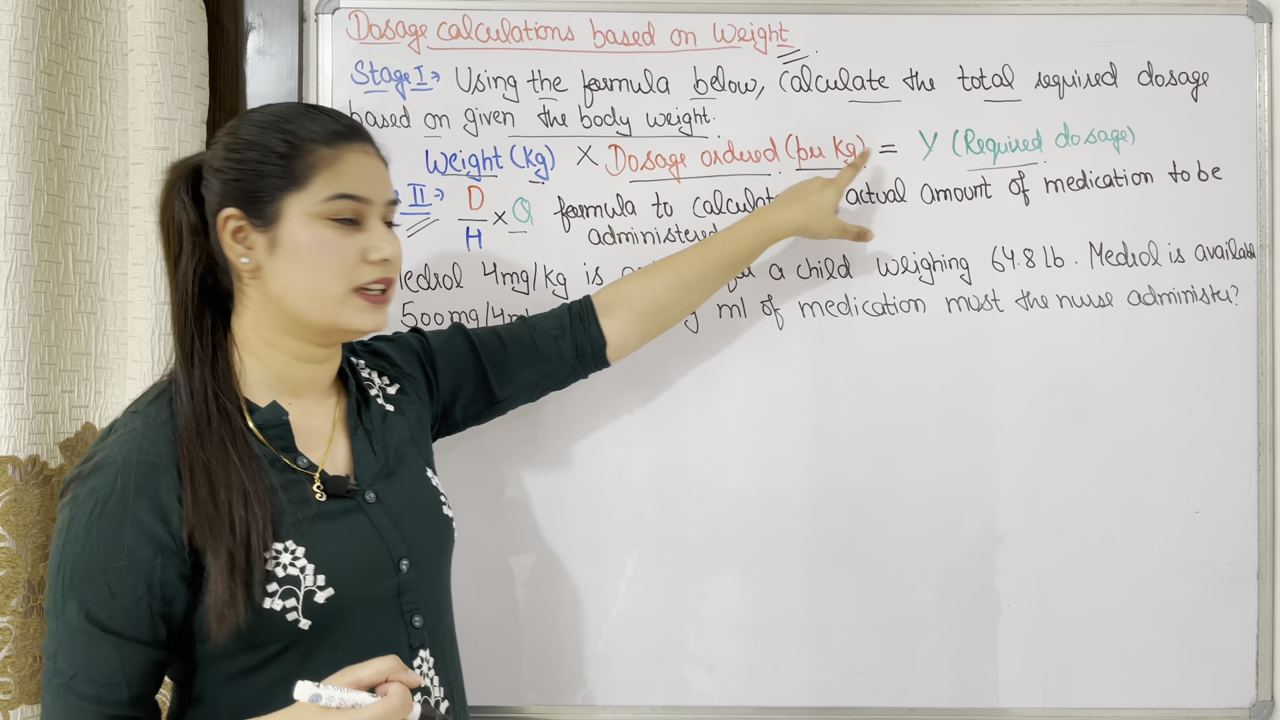 Dosage calculations based on Weight
Stage I → Using the formula below, Calculate the total required dosage
based on given the body weight.
Weight (Kg) × Dosage ordered (per Kg) = Y (Required dosage)
II → D/H × Q formula to calculate actual amount of medication to be
administered
4mg/kg is a child weighing 64.8 lb. Medrol is available
500mg/4ml ml of medication must the nurse administer?